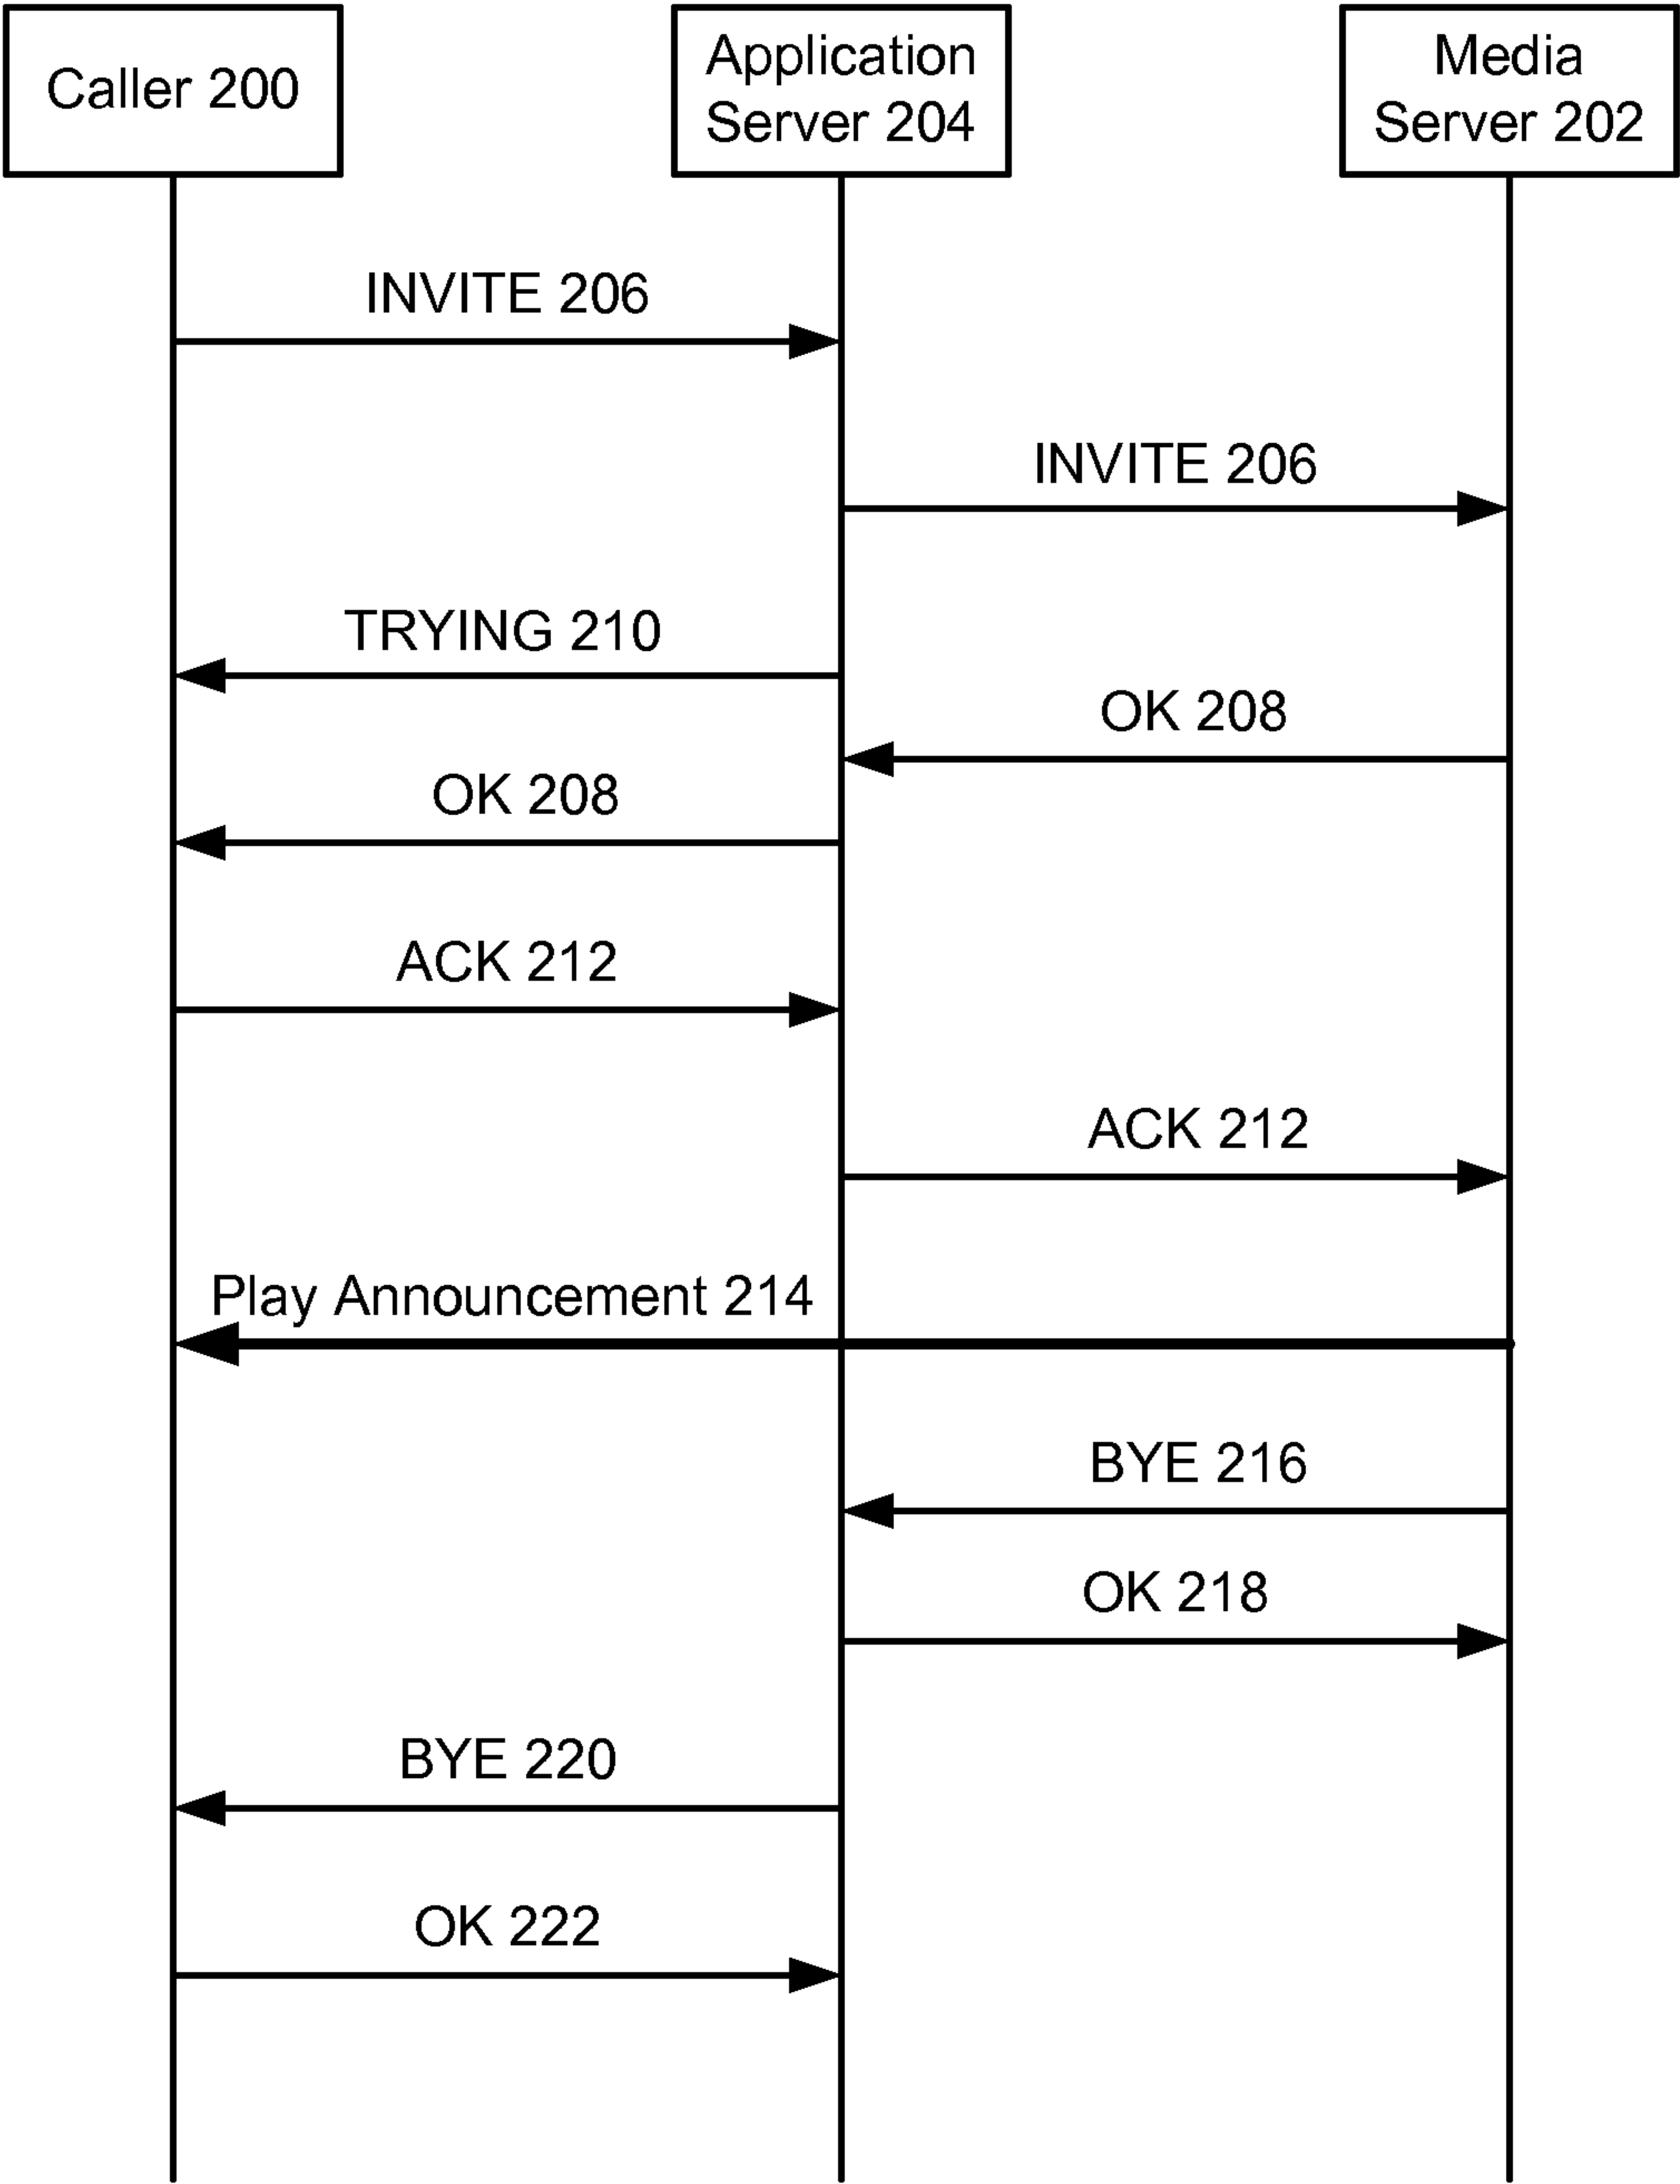 Caller 200
Application
Server 204
Media
Server 202
INVITE 206
INVITE 206
TRYING 210
OK 208
OK 208
ACK 212
ACK 212
Play Announcement 214
BYE 216
OK 218
BYE 220
OK 222